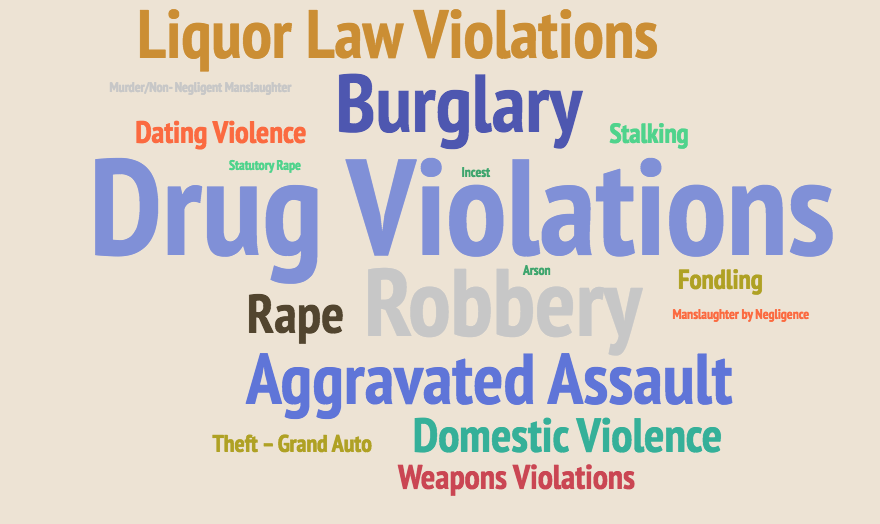 Liquor Law Violations
Murder/Non- Negligent Manslaughter
Burglary
Dating Violence
Stalking
Statutory Rape
Incest
Drug Violations
Arson
Fondling
Robbery
Rape
Manslaughter by Negligence
Aggravated Assault
Domestic Violence
Theft – Grand Auto
Weapons Violations